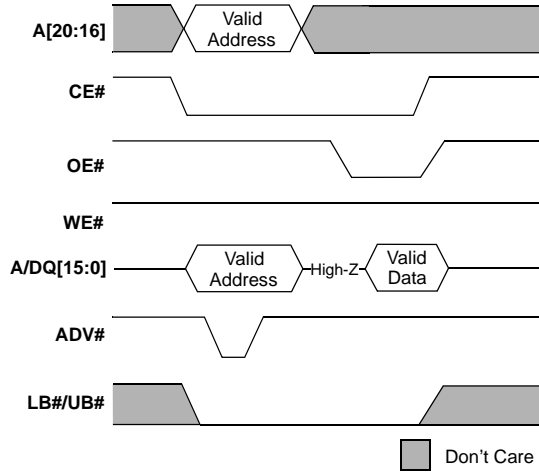 A[20:16]
Valid
Address
CE#
OE#
WE#
A/DQ[15:0]
Valid
Address
High-Z
Valid
Data
ADV#
LB#/UB#
Don't Care